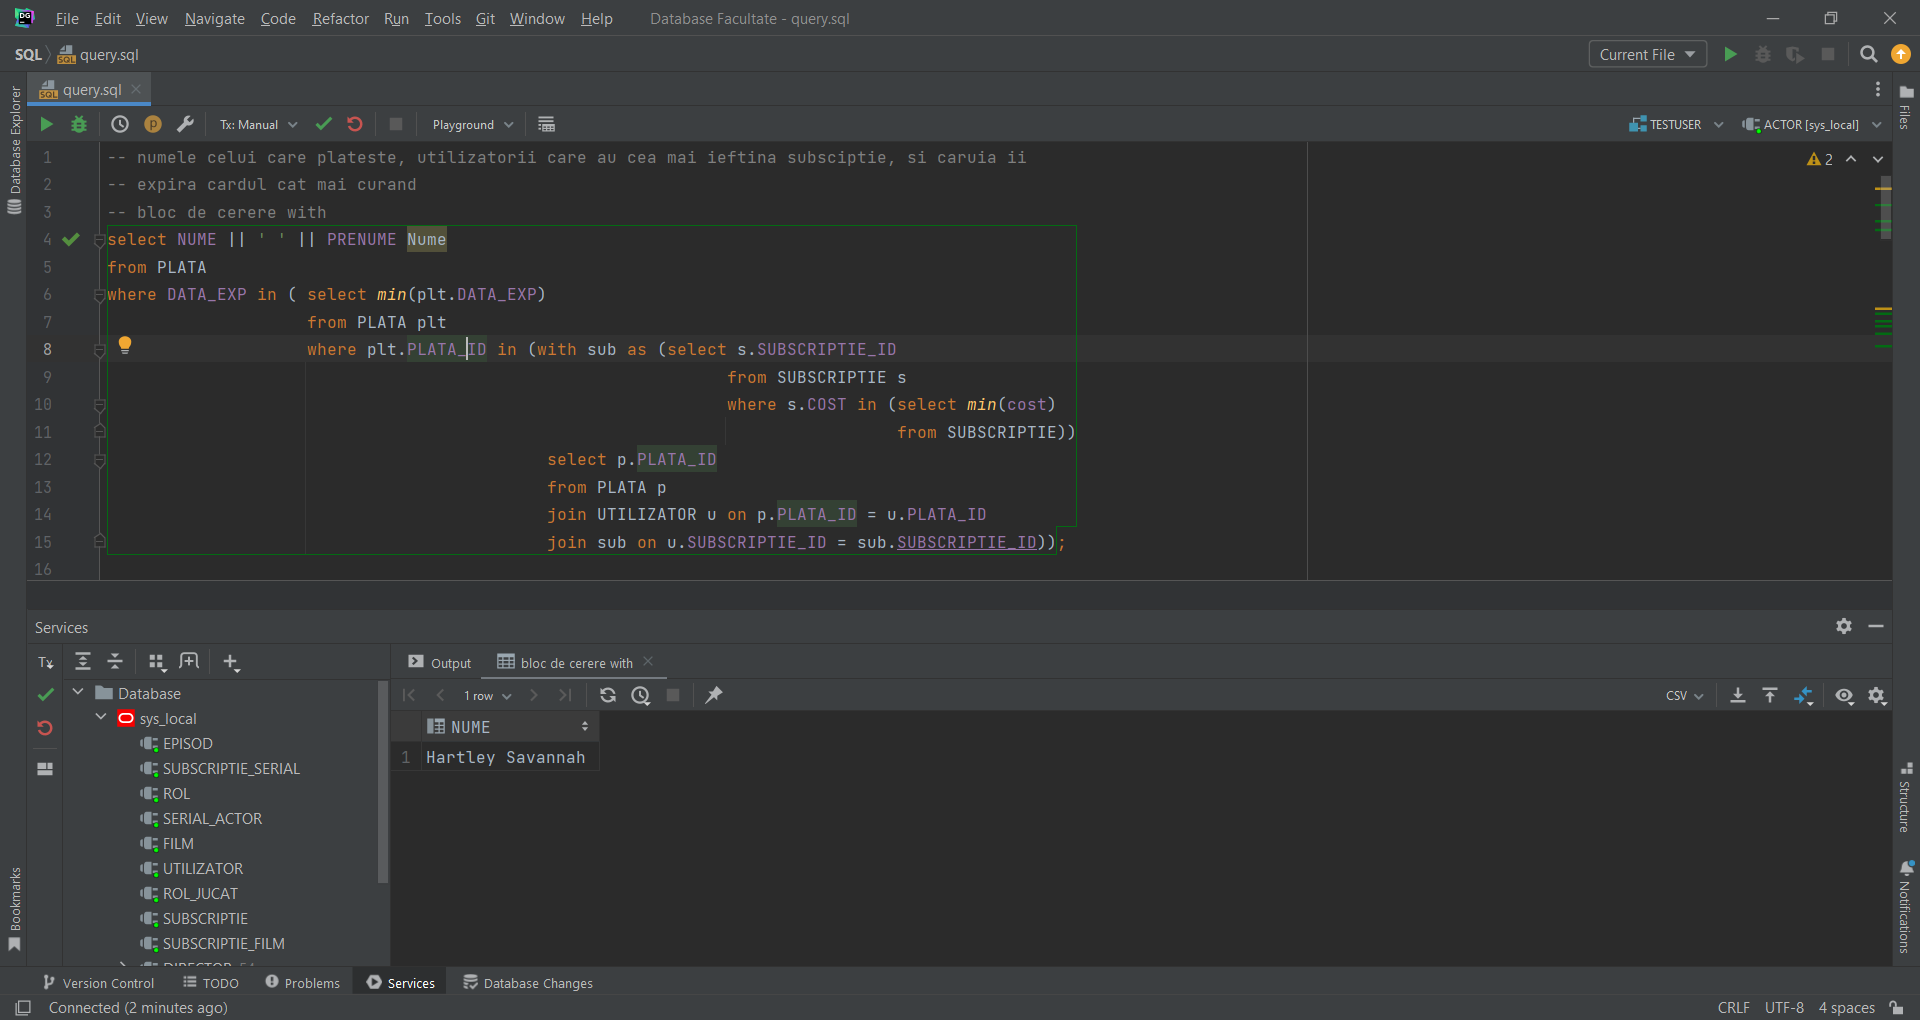 File Edit View Navigate Code Refactor Run Tools Git Window Help Database Facultate - query.sql
SQL query.sql Current File
query.sql
Tx: Manual Playground TESTUSER ACTOR [sys_local]
1 -- numele celui care plateste, utilizatorii care au cea mai ieftina subsciptie, si caruia ii 2
2 -- expira cardul cat mai curand
3 -- bloc de cerere with
4 select NUME || ' ' || PRENUME Nume
5 from PLATA
6 where DATA_EXP in ( select min(plt.DATA_EXP)
7 from PLATA plt
8 where plt.PLATA_ID in (with sub as (select s.SUBSCRIPTIE_ID
9 from SUBSCRIPTIE s
10 where s.COST in (select min(cost)
11 from SUBSCRIPTIE))
12 select p.PLATA_ID
13 from PLATA p
14 join UTILIZATOR u on p.PLATA_ID = u.PLATA_ID
15 join sub on u.SUBSCRIPTIE_ID = sub.SUBSCRIPTIE_ID));
16
Database Explorer
Bookmarks
Files
Structure
Notifications
Services
Tx
Database
sys_local
EPISOD
SUBSCRIPTIE_SERIAL
ROL
SERIAL_ACTOR
FILM
UTILIZATOR
ROL_JUCAT
SUBSCRIPTIE
SUBSCRIPTIE_FILM
Output bloc de cerere with
1 row CSV
NUME
1 Hartley Savannah
Version Control TODO Problems Services Database Changes
Connected (2 minutes ago) CRLF UTF-8 4 spaces